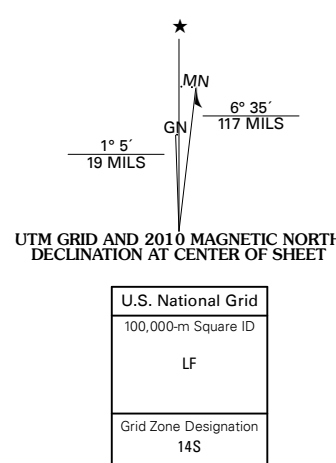 ★
MN
6° 35´
117 MILS
GN
1° 5´
19 MILS
UTM GRID AND 2010 MAGNETIC NORTH
DECLINATION AT CENTER OF SHEET
U.S. National Grid
100,000-m Square ID
LF
Grid Zone Designation
14S